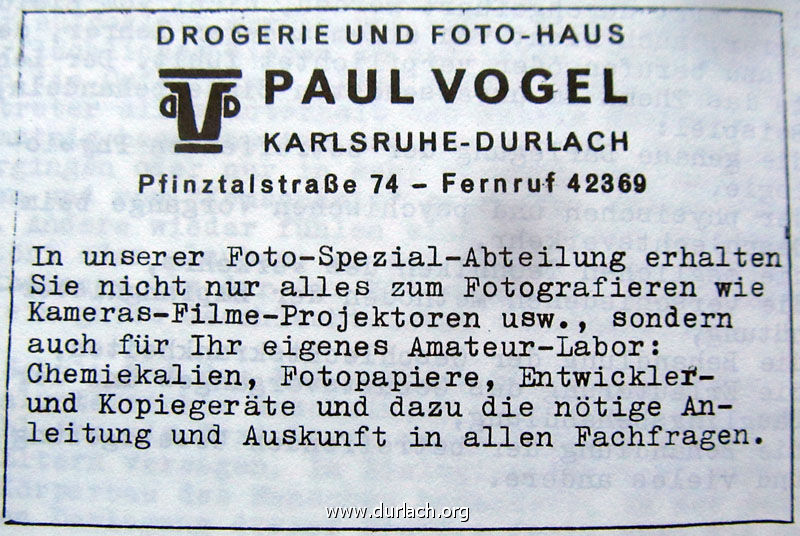 DROGERIE UND FOTO-HAUS
PAUL VOGEL
KARLSRUHE-DURLACH
Pfinztalstraße 74 – Fernruf 42369
In unserer Foto-Spezial-Abteilung erhalten
Sie nicht nur alles zum Fotografieren wie
Kameras-Filme-Projektoren usw., sondern
auch für Ihr eigenes Amateur-Labor:
Chemiekalien, Fotopapiere, Entwickler-
und Kopiegeräte und dazu die nötige An-
leitung und Auskunft in allen Fachfragen.
www.durlach.org